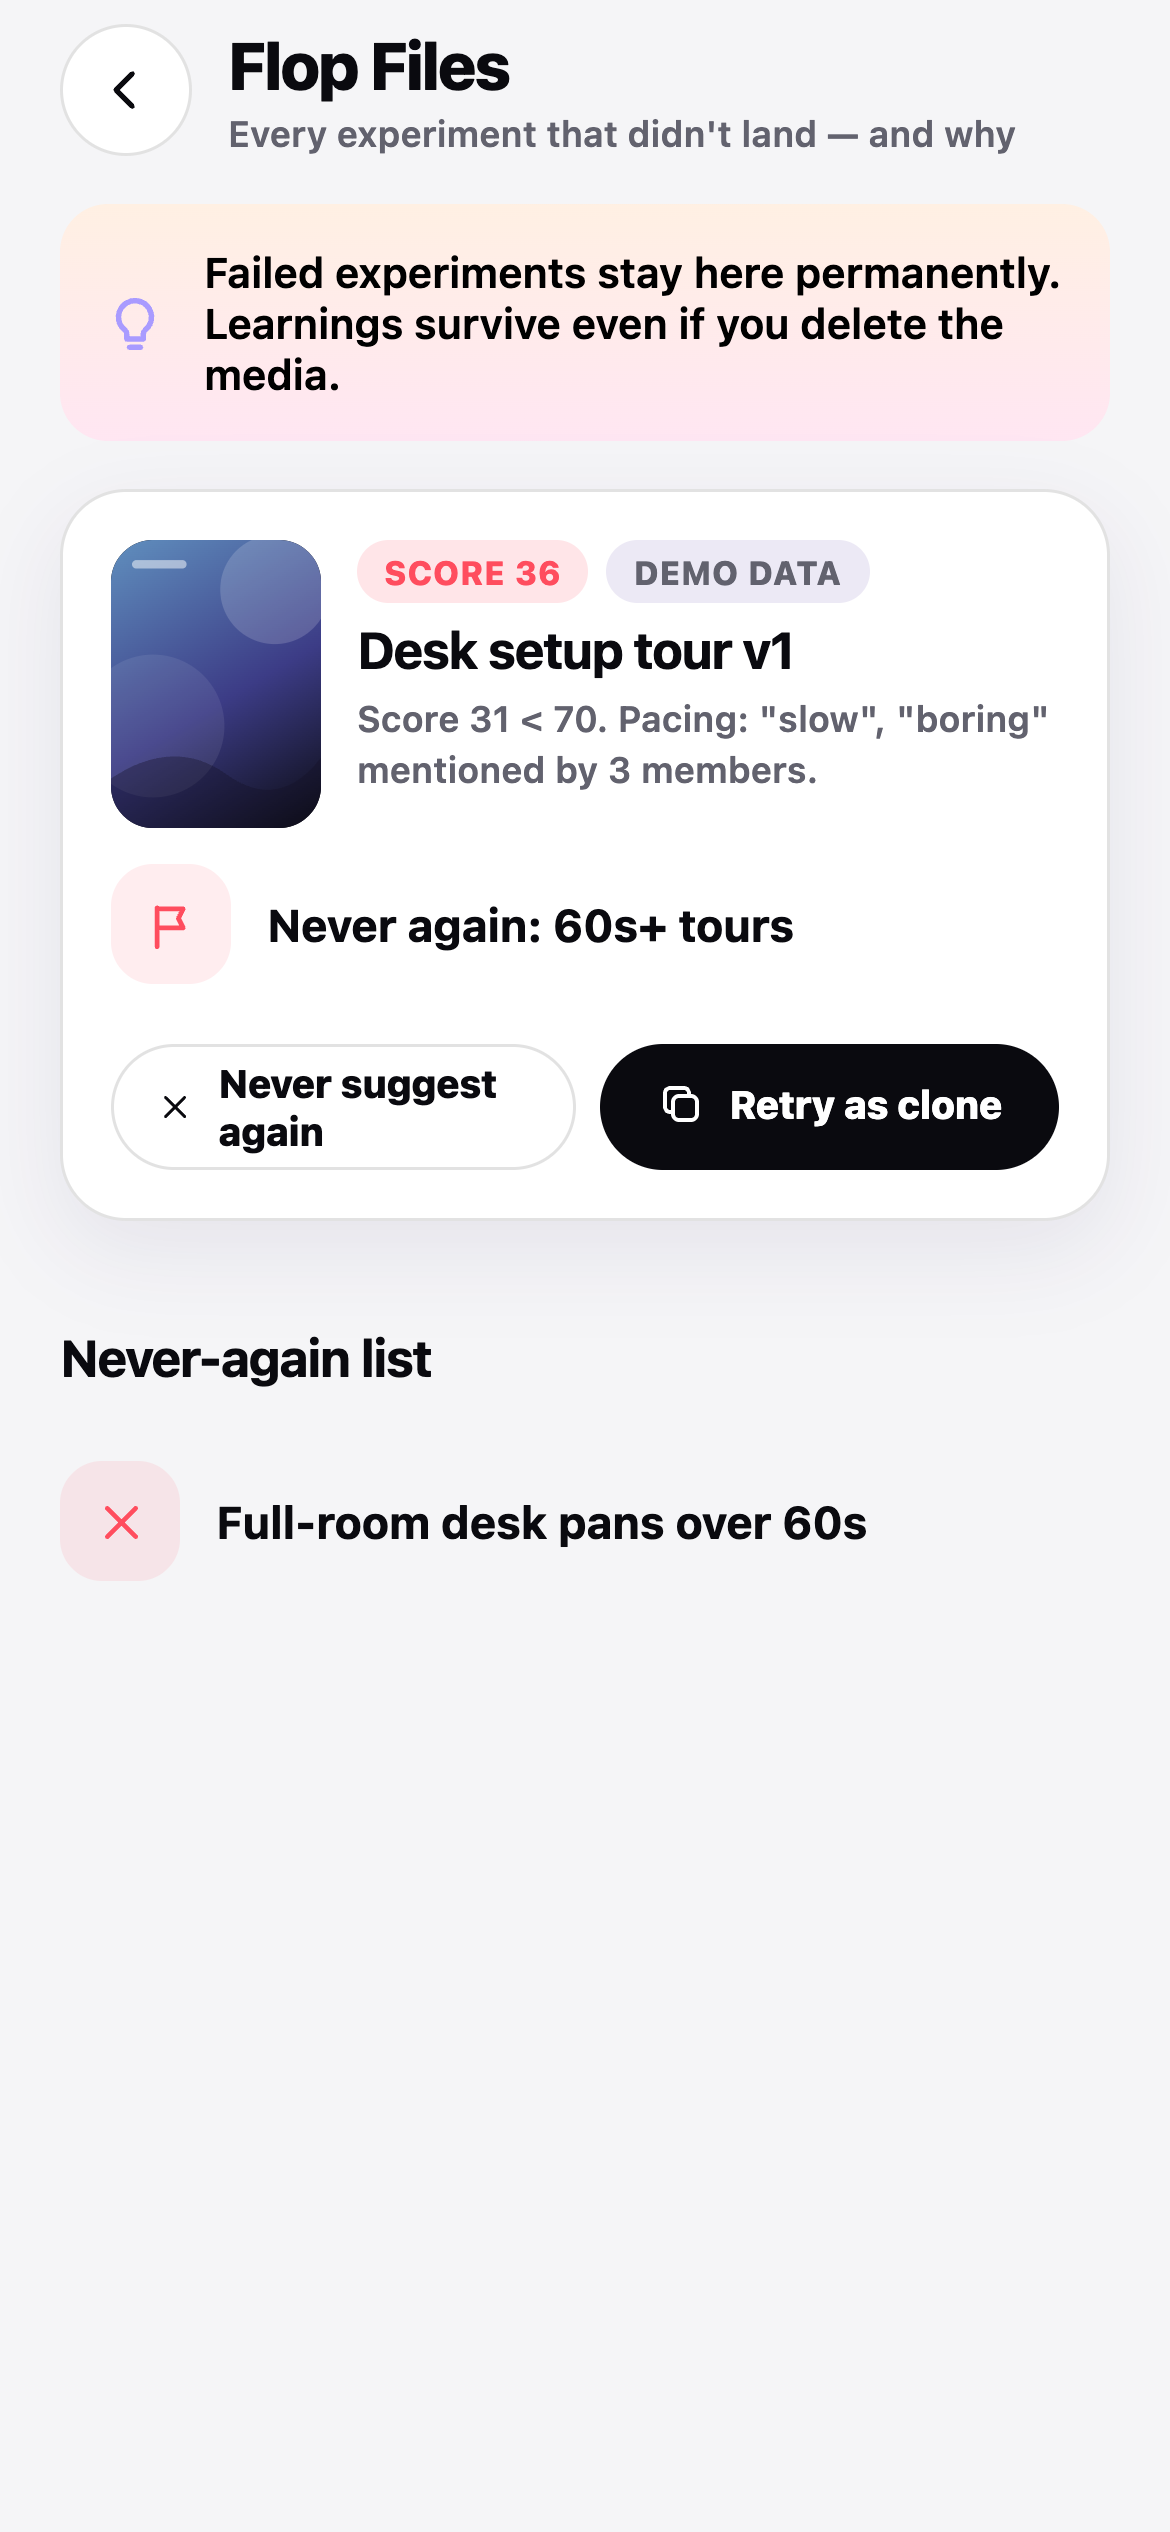 Flop Files
Every experiment that didn't land — and why
Failed experiments stay here permanently.
Learnings survive even if you delete the
media.
SCORE 36
DEMO DATA
Desk setup tour v1
Score 31 < 70. Pacing: "slow", "boring"
mentioned by 3 members.
Never again: 60s+ tours
Never suggest
again
Retry as clone
Never-again list
Full-room desk pans over 60s